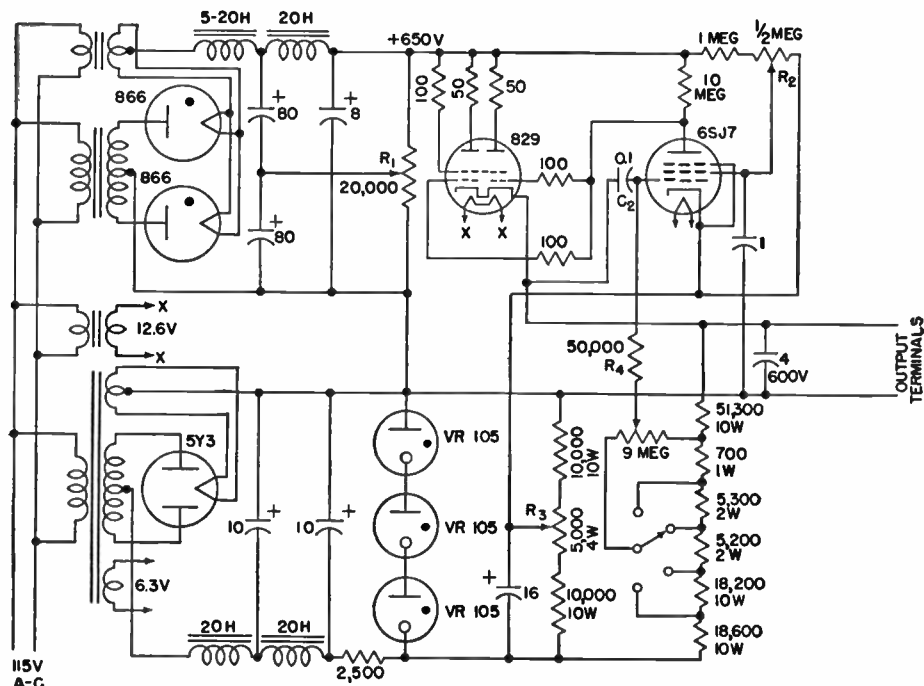 5-20H
20H
+650V
1 MEG
1/2 MEG
R2
866
80
8
100
50
50
10
MEG
829
6SJ7
R1
20,000
0.1
C2
100
866
80
X
X
100
1
X
12.6V
X
50,000
R4
4
600V
OUTPUT
TERMINALS
5Y3
VR 105
10,000
10W
9 MEG
51,300
10W
700
1W
10
10
VR 105
R3
5,000
4W
5,300
2W
5,200
2W
6.3V
16
VR 105
10,000
10W
18,200
10W
20H
20H
2,500
18,600
10W
115V
A-C